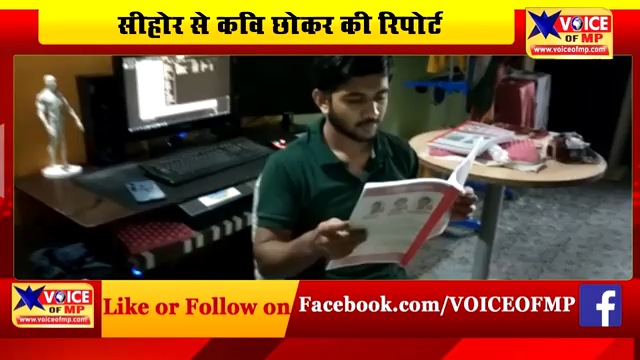 सीहोर से कवि छोकर की रिपोर्ट
VOICE
OF MP
www.voiceofmp.com
VOICE
OF MP
www.voiceofmp.com
Like or Follow on
Facebook.com/VOICEOFMP
f